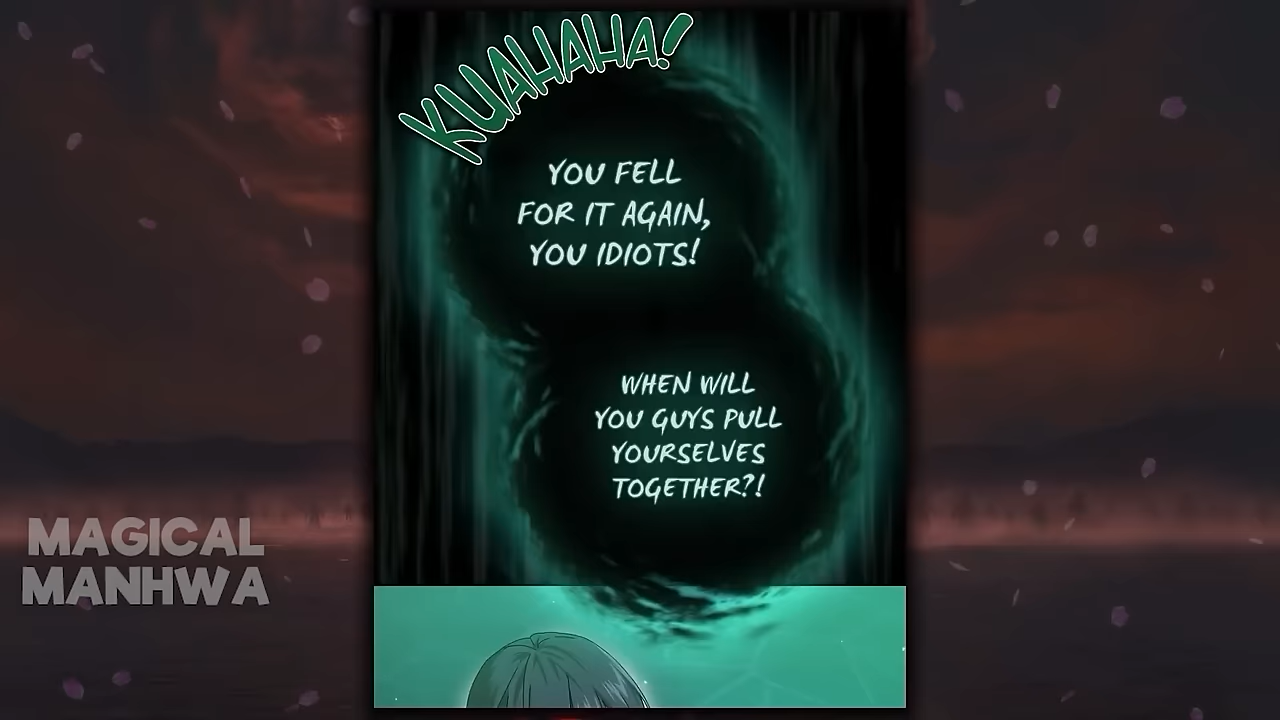 KUAHAHA!
YOU FELL
FOR IT AGAIN,
YOU IDIOTS!
WHEN WILL
YOU GUYS PULL
YOURSELVES
TOGETHER?!
MAGICAL
MANHWA